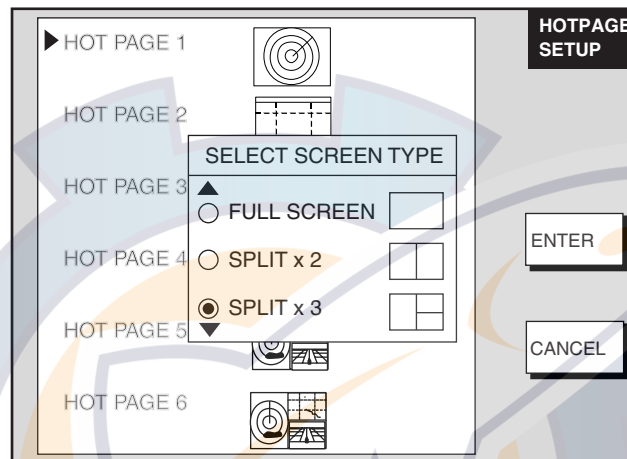 HOT PAGE 1
HOT PAGE 2
HOT PAGE 3
HOT PAGE 4
HOT PAGE 5
HOT PAGE 6
SELECT SCREEN TYPE
FULL SCREEN
SPLIT x 2
SPLIT x 3
HOTPAGE
SETUP
ENTER
CANCEL